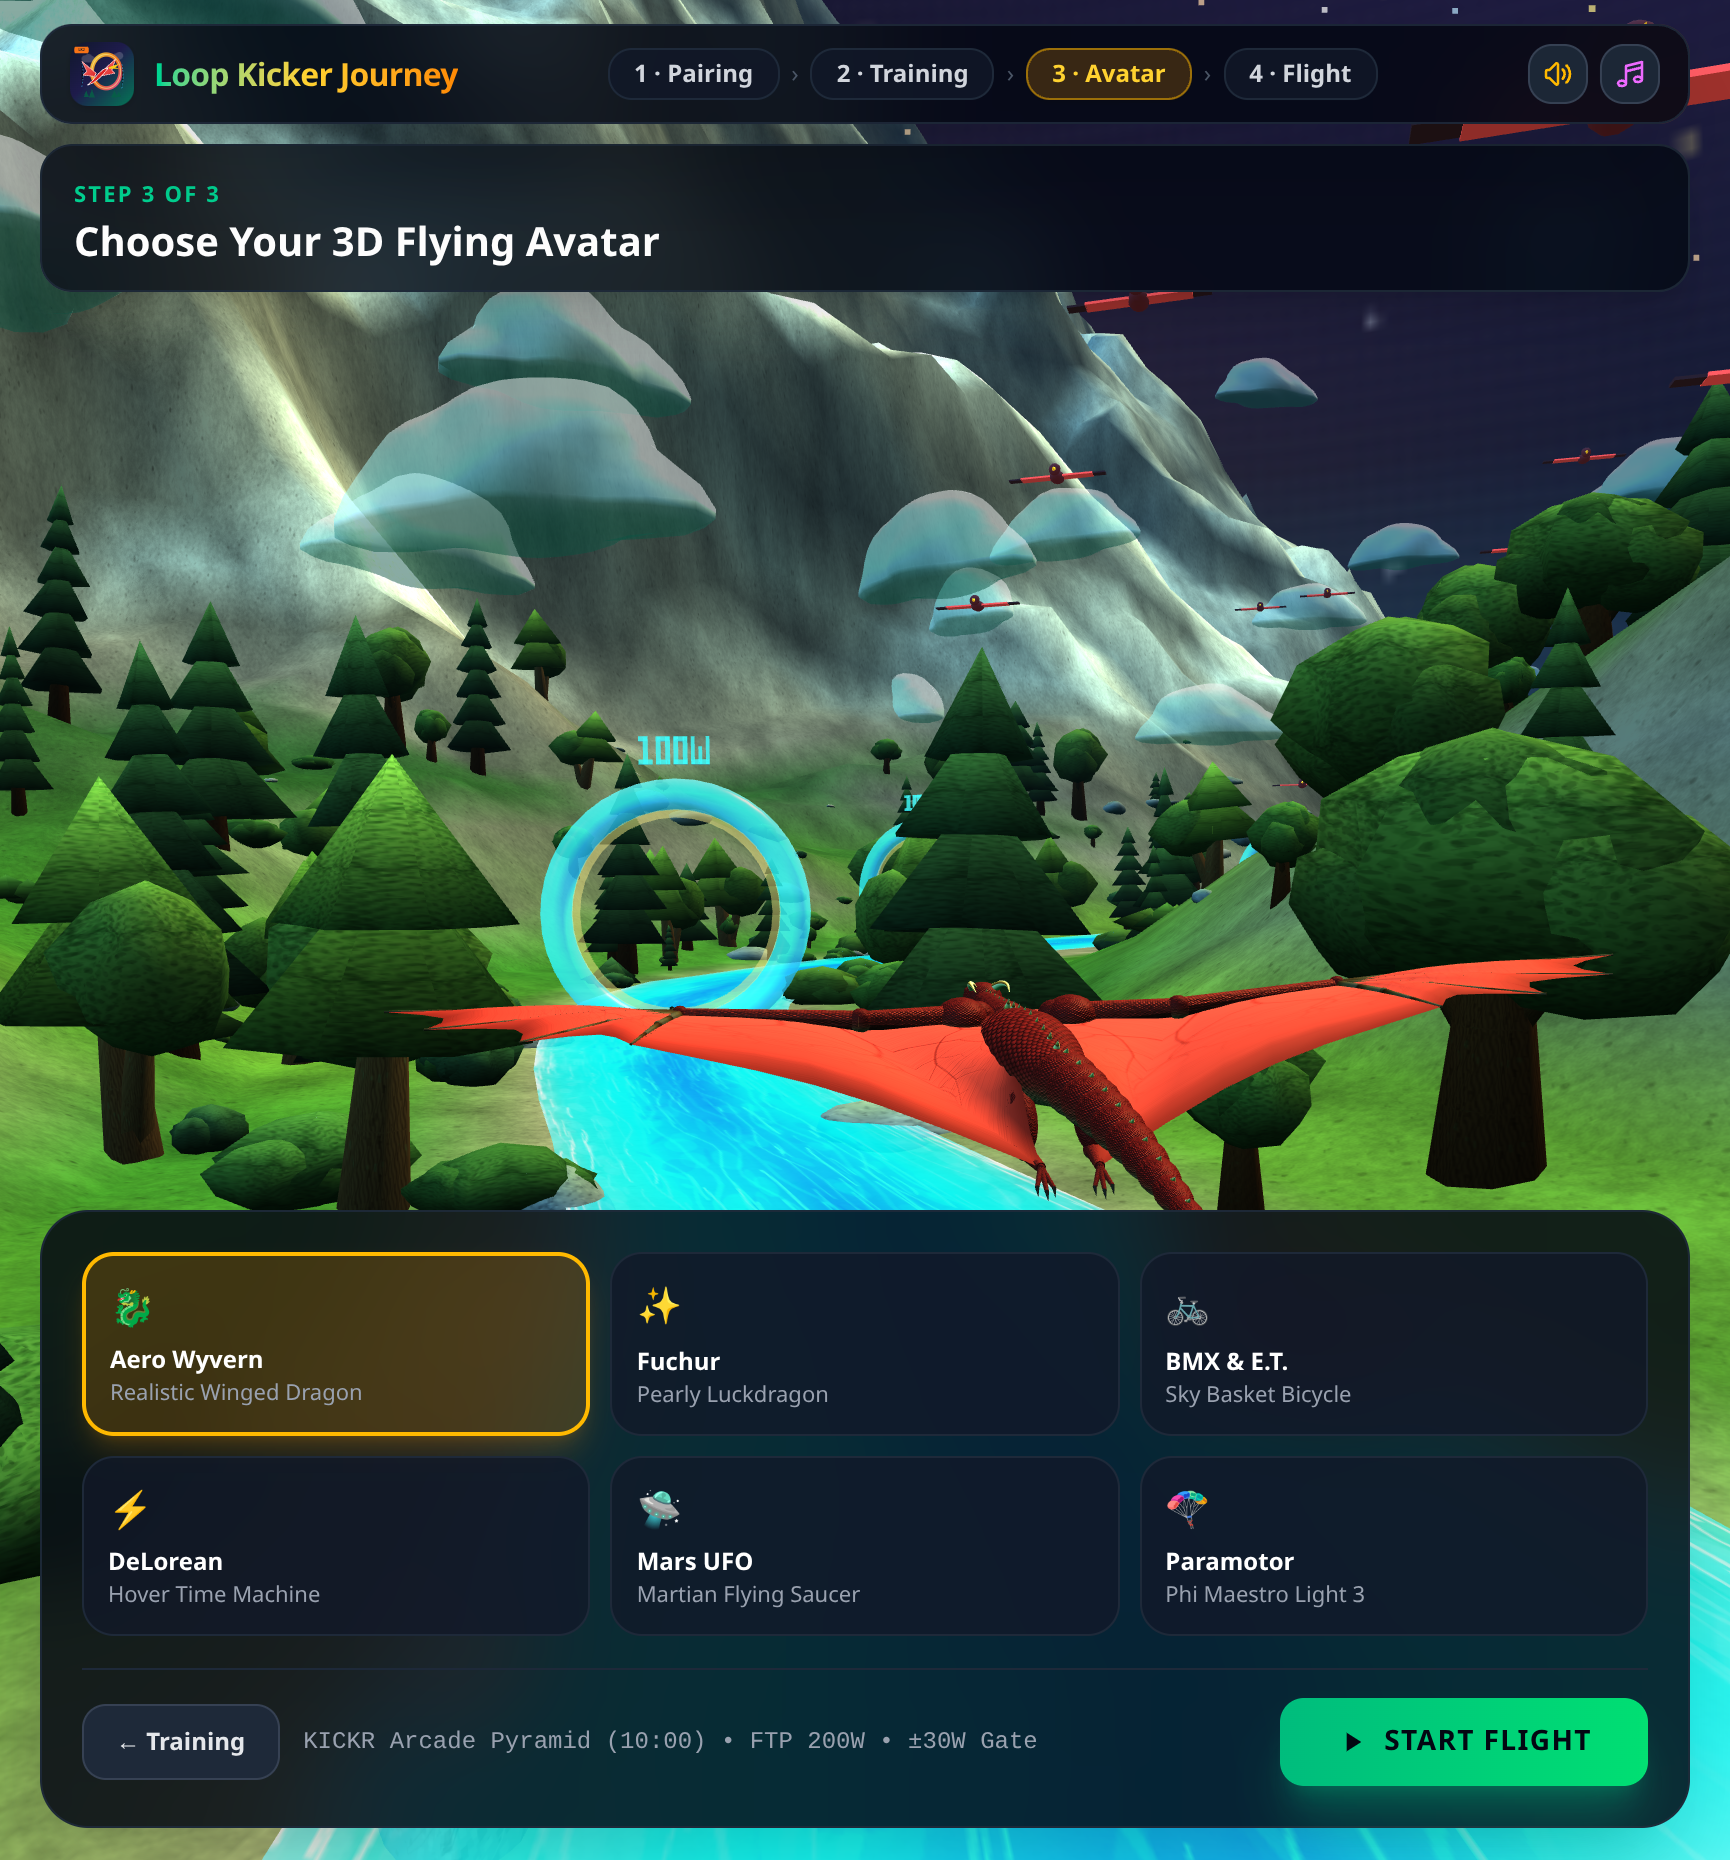 Loop Kicker Journey
1 · Pairing › 2 · Training › 3 · Avatar › 4 · Flight
STEP 3 OF 3
Choose Your 3D Flying Avatar
100W
Aero Wyvern
Realistic Winged Dragon
Fuchur
Pearly Luckdragon
BMX & E.T.
Sky Basket Bicycle
DeLorean
Hover Time Machine
Mars UFO
Martian Flying Saucer
Paramotor
Phi Maestro Light 3
← Training
KICKR Arcade Pyramid (10:00) • FTP 200W • ±30W Gate
▶ START FLIGHT